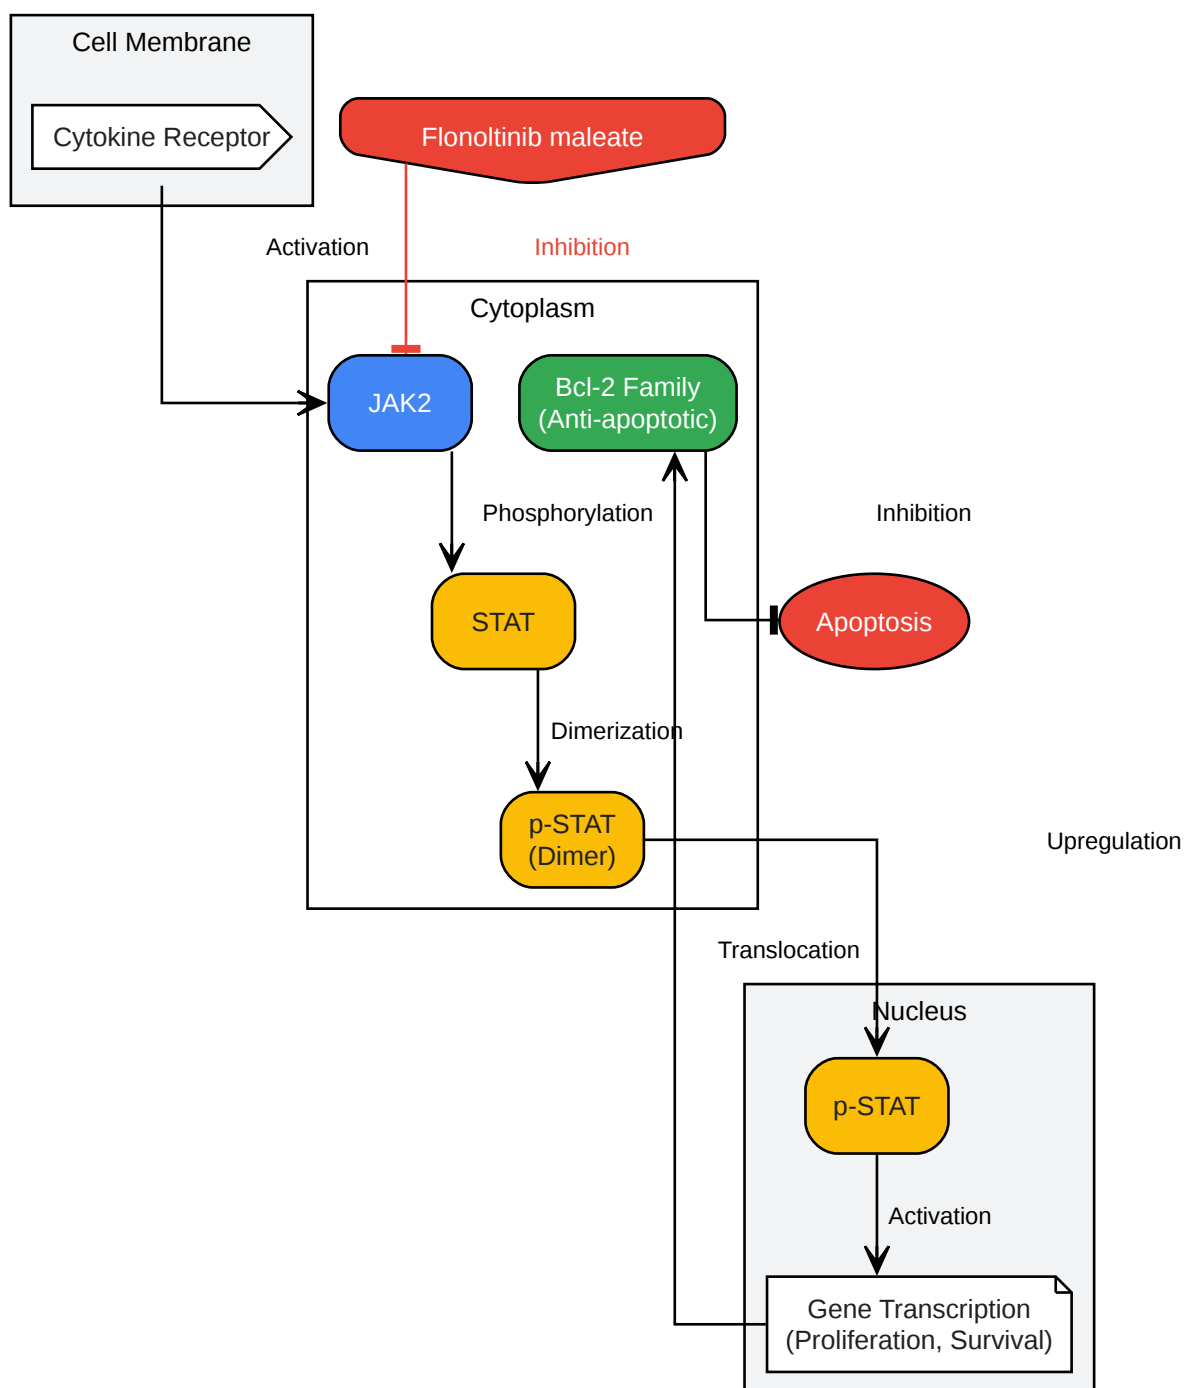 Cell Membrane
Cytokine Receptor
Flonoltinib maleate
Activation
Inhibition
Cytoplasm
JAK2
Bcl-2 Family
(Anti-apoptotic)
Phosphorylation
Inhibition
STAT
Apoptosis
Dimerization
p-STAT
(Dimer)
Upregulation
Translocation
Nucleus
p-STAT
Activation
Gene Transcription
(Proliferation, Survival)